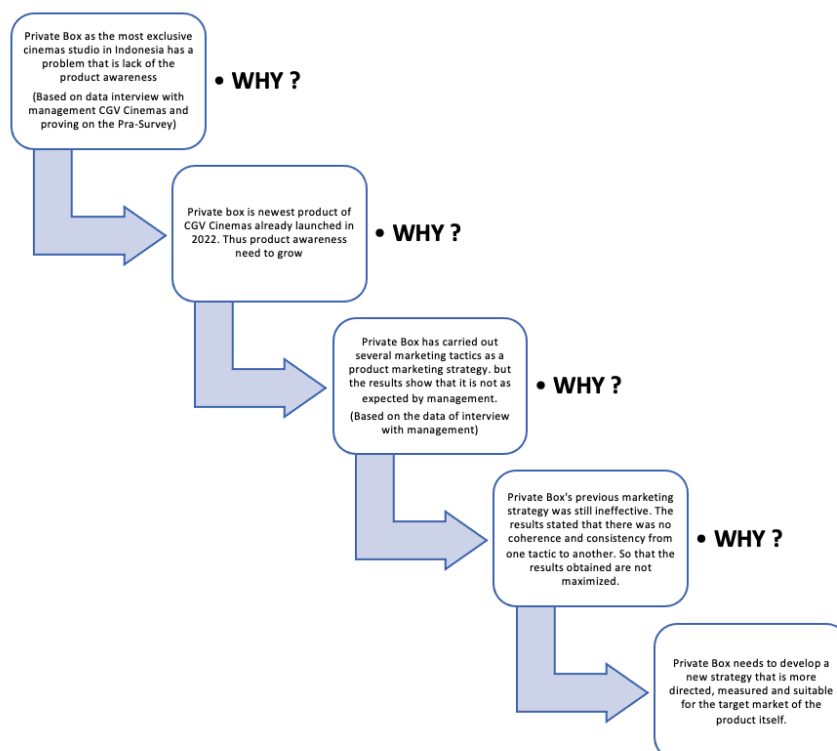 Private Box as the most exclusive
cinemas studio in Indonesia has a
problem that is lack of the
product awareness
(Based on data interview with
management CGV Cinemas and
proving on the Pra-Survey)
• WHY ?
Private box is newest product of
CGV Cinemas already launched in
2022. Thus product awareness
need to grow
• WHY ?
Private Box has carried out
several marketing tactics as a
product marketing strategy. but
the results show that it is not as
expected by management.
(Based on the data of interview
with management)
• WHY ?
Private Box's previous marketing
strategy was still ineffective. The
results stated that there was no
coherence and consistency from
one tactic to another. So that the
results obtained are not
maximized.
• WHY ?
Private Box needs to develop a
new strategy that is more
directed, measured and suitable
for the target market of the
product itself.